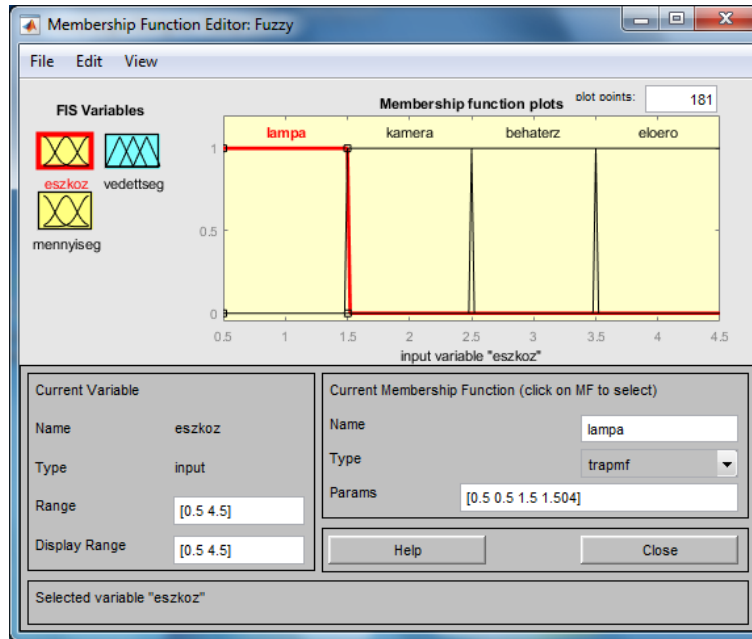 Membership Function Editor: Fuzzy
File Edit View
FIS Variables
eszkoz vedettseg
mennyiseg
Membership function plots plot points: 181
lampa kamera behaterz eloero
1
0.5
0
0.5 1 1.5 2 2.5 3 3.5 4 4.5
input variable "eszkoz"
Current Variable
Name eszkoz
Type input
Range [0.5 4.5]
Display Range [0.5 4.5]
Current Membership Function (click on MF to select)
Name lampa
Type trapmf
Params [0.5 0.5 1.5 1.504]
Help Close
Selected variable "eszkoz"